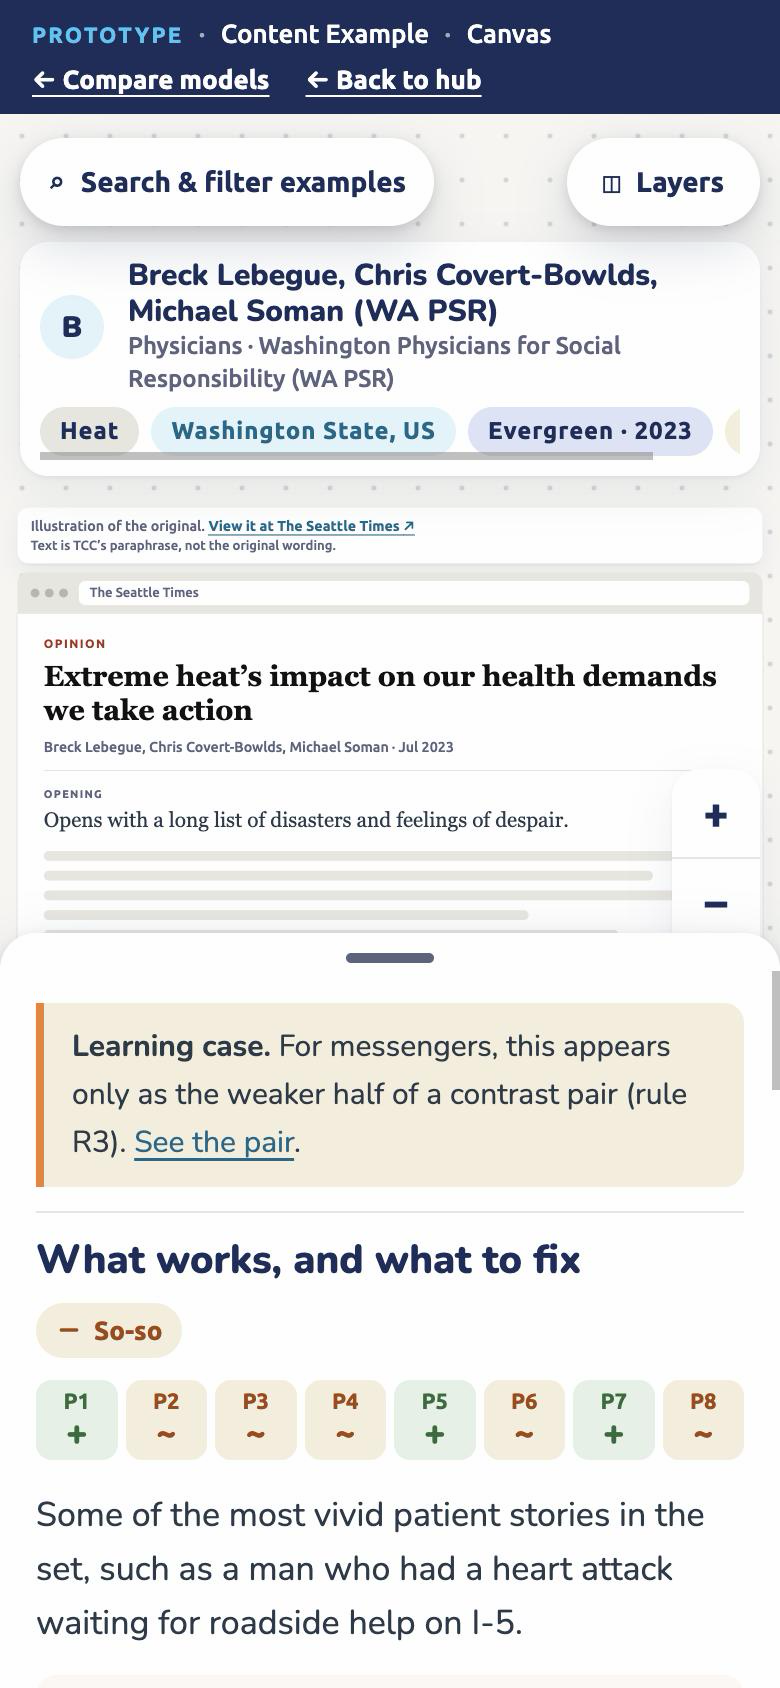 PROTOTYPE · Content Example · Canvas
← Compare models ← Back to hub
Search & filter examples
Layers
B
Breck Lebegue, Chris Covert-Bowlds,
Michael Soman (WA PSR)
Physicians · Washington Physicians for Social
Responsibility (WA PSR)
Heat Washington State, US Evergreen · 2023
Illustration of the original. View it at The Seattle Times ↗
Text is TCC's paraphrase, not the original wording.
The Seattle Times
OPINION
Extreme heat's impact on our health demands
we take action
Breck Lebegue, Chris Covert-Bowlds, Michael Soman · Jul 2023
OPENING
Opens with a long list of disasters and feelings of despair.
+
−
Learning case. For messengers, this appears
only as the weaker half of a contrast pair (rule
R3). See the pair.
What works, and what to fix
− So-so
P1 P2 P3 P4 P5 P6 P7 P8
+ ~ ~ ~ + ~ + ~
Some of the most vivid patient stories in the
set, such as a man who had a heart attack
waiting for roadside help on I-5.